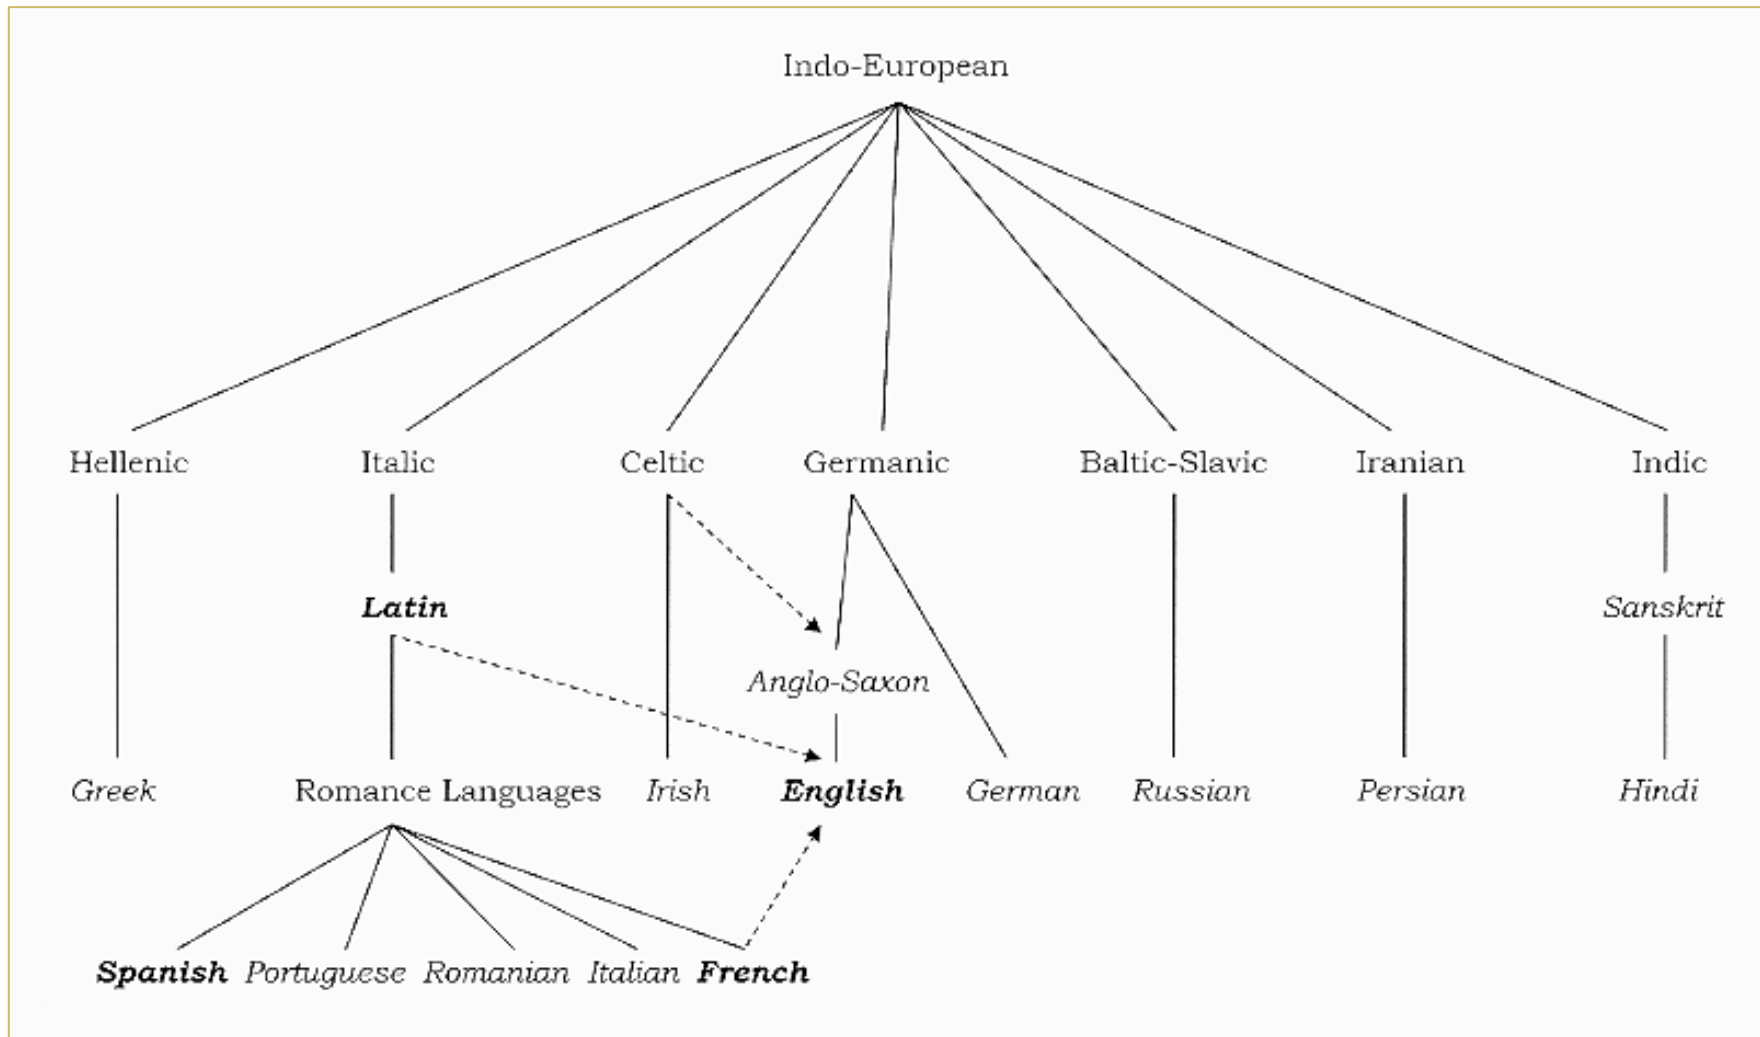 Indo-European
Hellenic Italic Celtic Germanic Baltic-Slavic Iranian Indic
Latin Sanskrit
Anglo-Saxon
Greek Romance Languages Irish English German Russian Persian Hindi
Spanish Portuguese Romanian Italian French